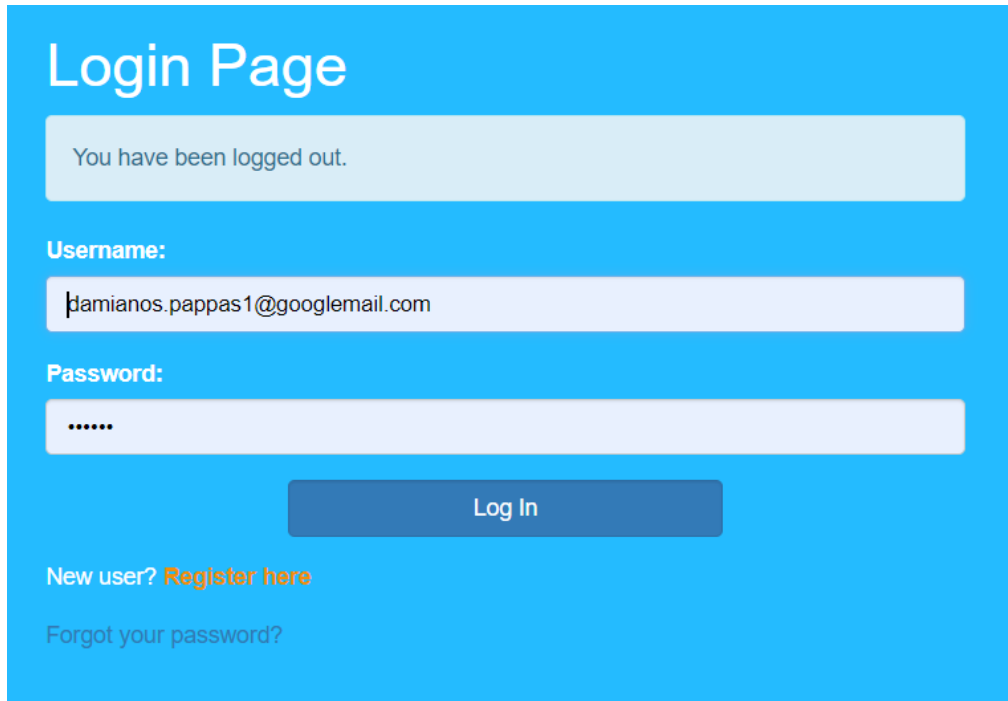 Login Page
You have been logged out.
Username:
damianos.pappas1@googlemail.com
Password:
••••••
Log In
New user? Register here
Forgot your password?